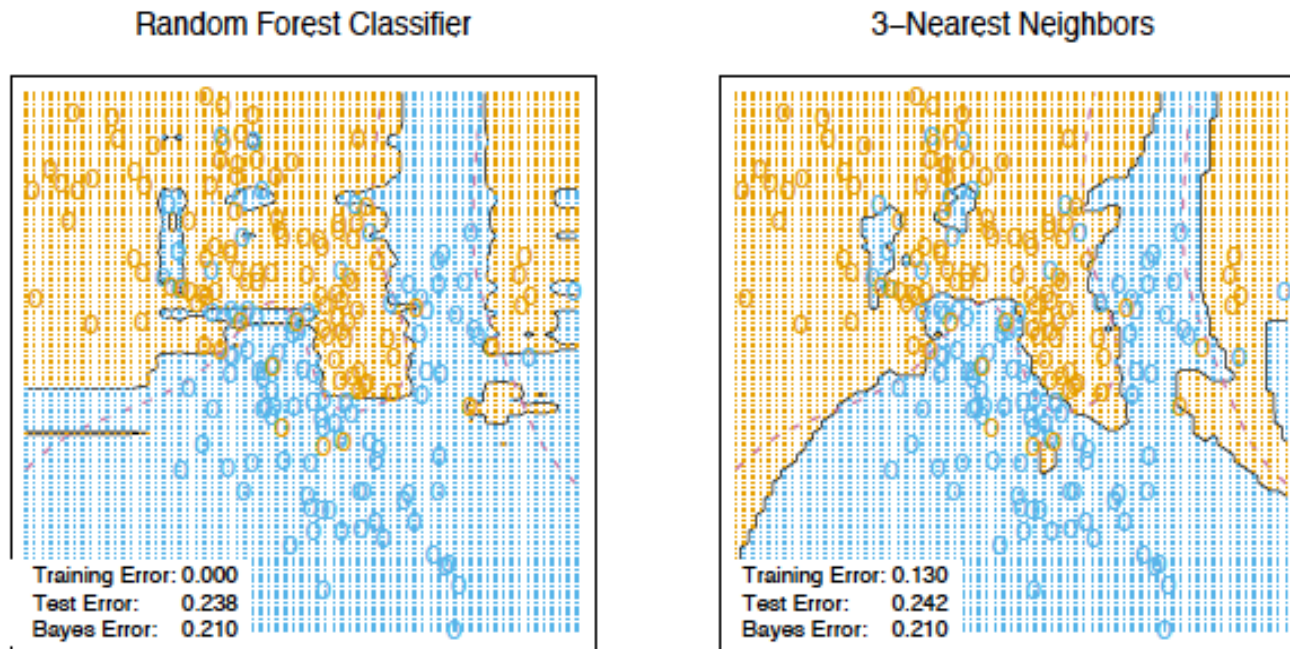 Random Forest Classifier
3–Nearest Neighbors
Training Error: 0.000
Test Error: 0.238
Bayes Error: 0.210
Training Error: 0.130
Test Error: 0.242
Bayes Error: 0.210